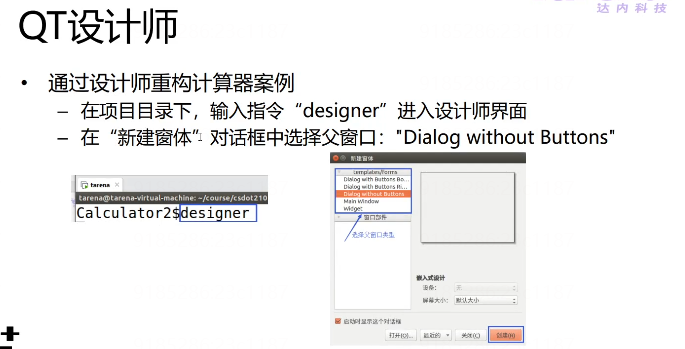 达内科技
QT设计师
• 通过设计师重构计算器案例
– 在项目目录下，输入指令“designer”进入设计师界面
– 在“新建窗体”对话框中选择父窗口："Dialog without Buttons"
tarena ×
tarena@tarena-virtual-machine: ~/course/csdot210
Calculator2$designer
新建窗体
templates/forms
Dialog with Buttons Bo...
Dialog with Buttons Ri...
Dialog without Buttons
Main Window
Widget
窗口部件
选择父窗口类型
嵌入式设计
设备： 无
屏幕大小： 默认大小
启动时显示这个对话框
打开(O)... 最近的 关闭(C) 创建(R)